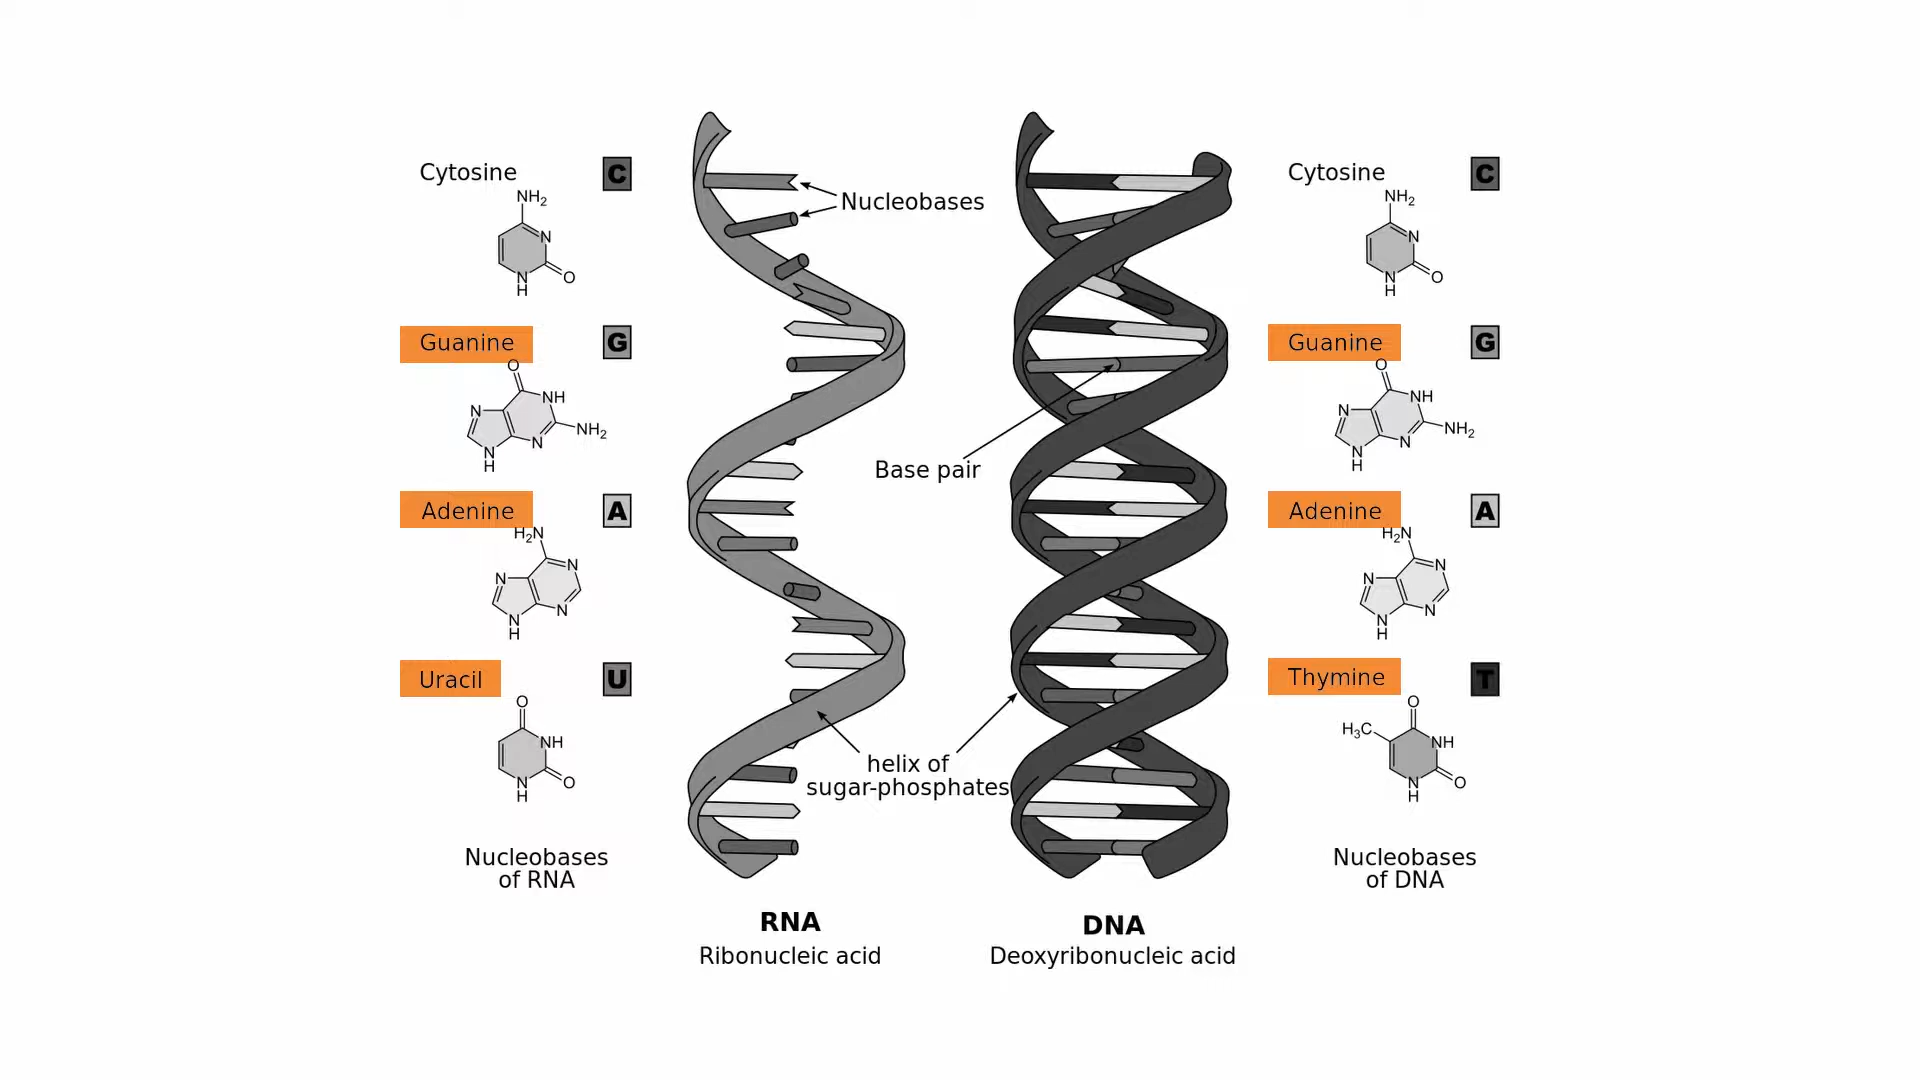 Cytosine
C
NH2
N
N
H
O
Guanine
G
O
N
NH
N
H
N
NH2
Adenine
A
H2N
N
N
N
H
N
Uracil
U
O
NH
N
H
O
Nucleobases
of RNA
Nucleobases
Base pair
helix of
sugar-phosphates
RNA
Ribonucleic acid
DNA
Deoxyribonucleic acid
Cytosine
C
NH2
N
N
H
O
Guanine
G
O
N
NH
N
H
N
NH2
Adenine
A
H2N
N
N
N
H
N
Thymine
T
O
H3C
NH
N
H
O
Nucleobases
of DNA